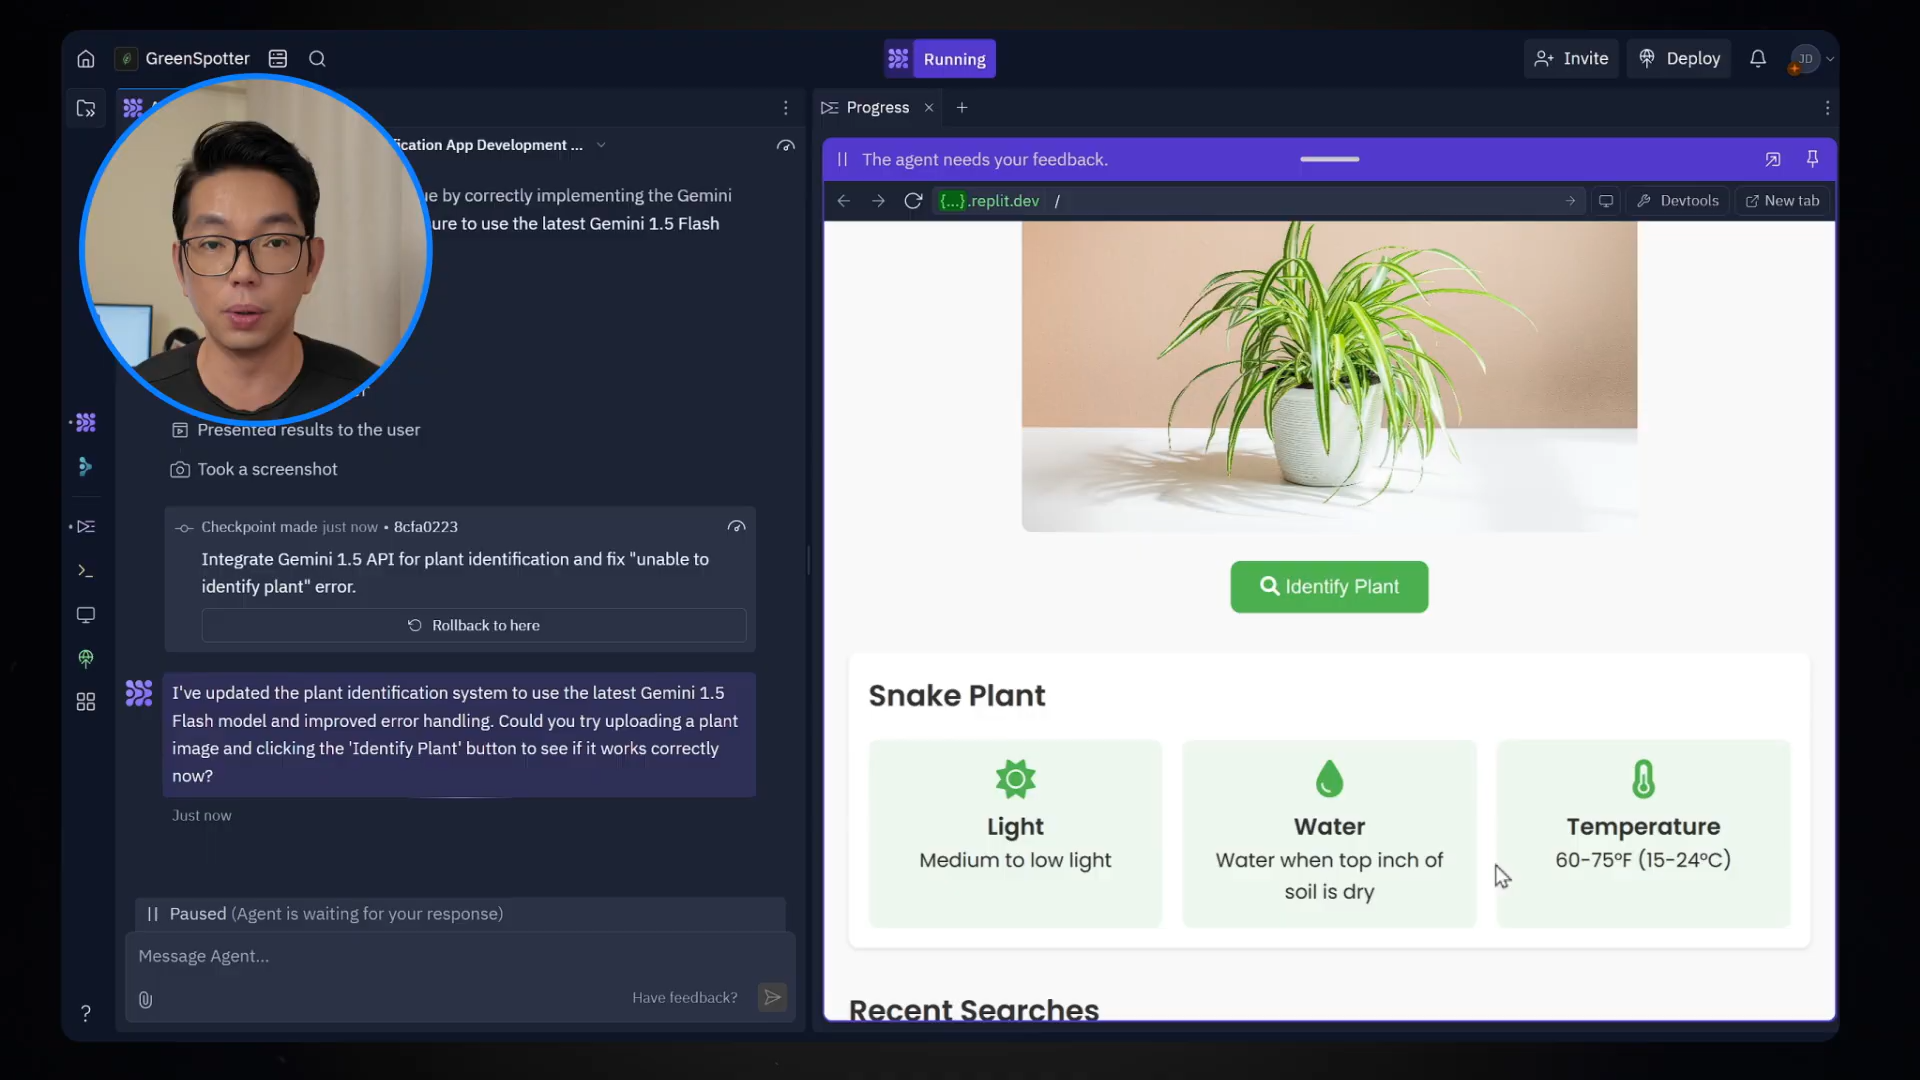 GreenSpotter
Running
Invite
Deploy
JD
Progress
ication App Development ...
The agent needs your feedback.
{...}.replit.dev /
Devtools
New tab
ue by correctly implementing the Gemini
ure to use the latest Gemini 1.5 Flash
Presented results to the user
Took a screenshot
Checkpoint made just now • 8cfa0223
Integrate Gemini 1.5 API for plant identification and fix "unable to
identify plant" error.
Rollback to here
I've updated the plant identification system to use the latest Gemini 1.5
Flash model and improved error handling. Could you try uploading a plant
image and clicking the 'Identify Plant' button to see if it works correctly
now?
Just now
Paused (Agent is waiting for your response)
Message Agent...
Have feedback?
?
Identify Plant
Snake Plant
Light
Medium to low light
Water
Water when top inch of
soil is dry
Temperature
60-75°F (15-24°C)
Recent Searches